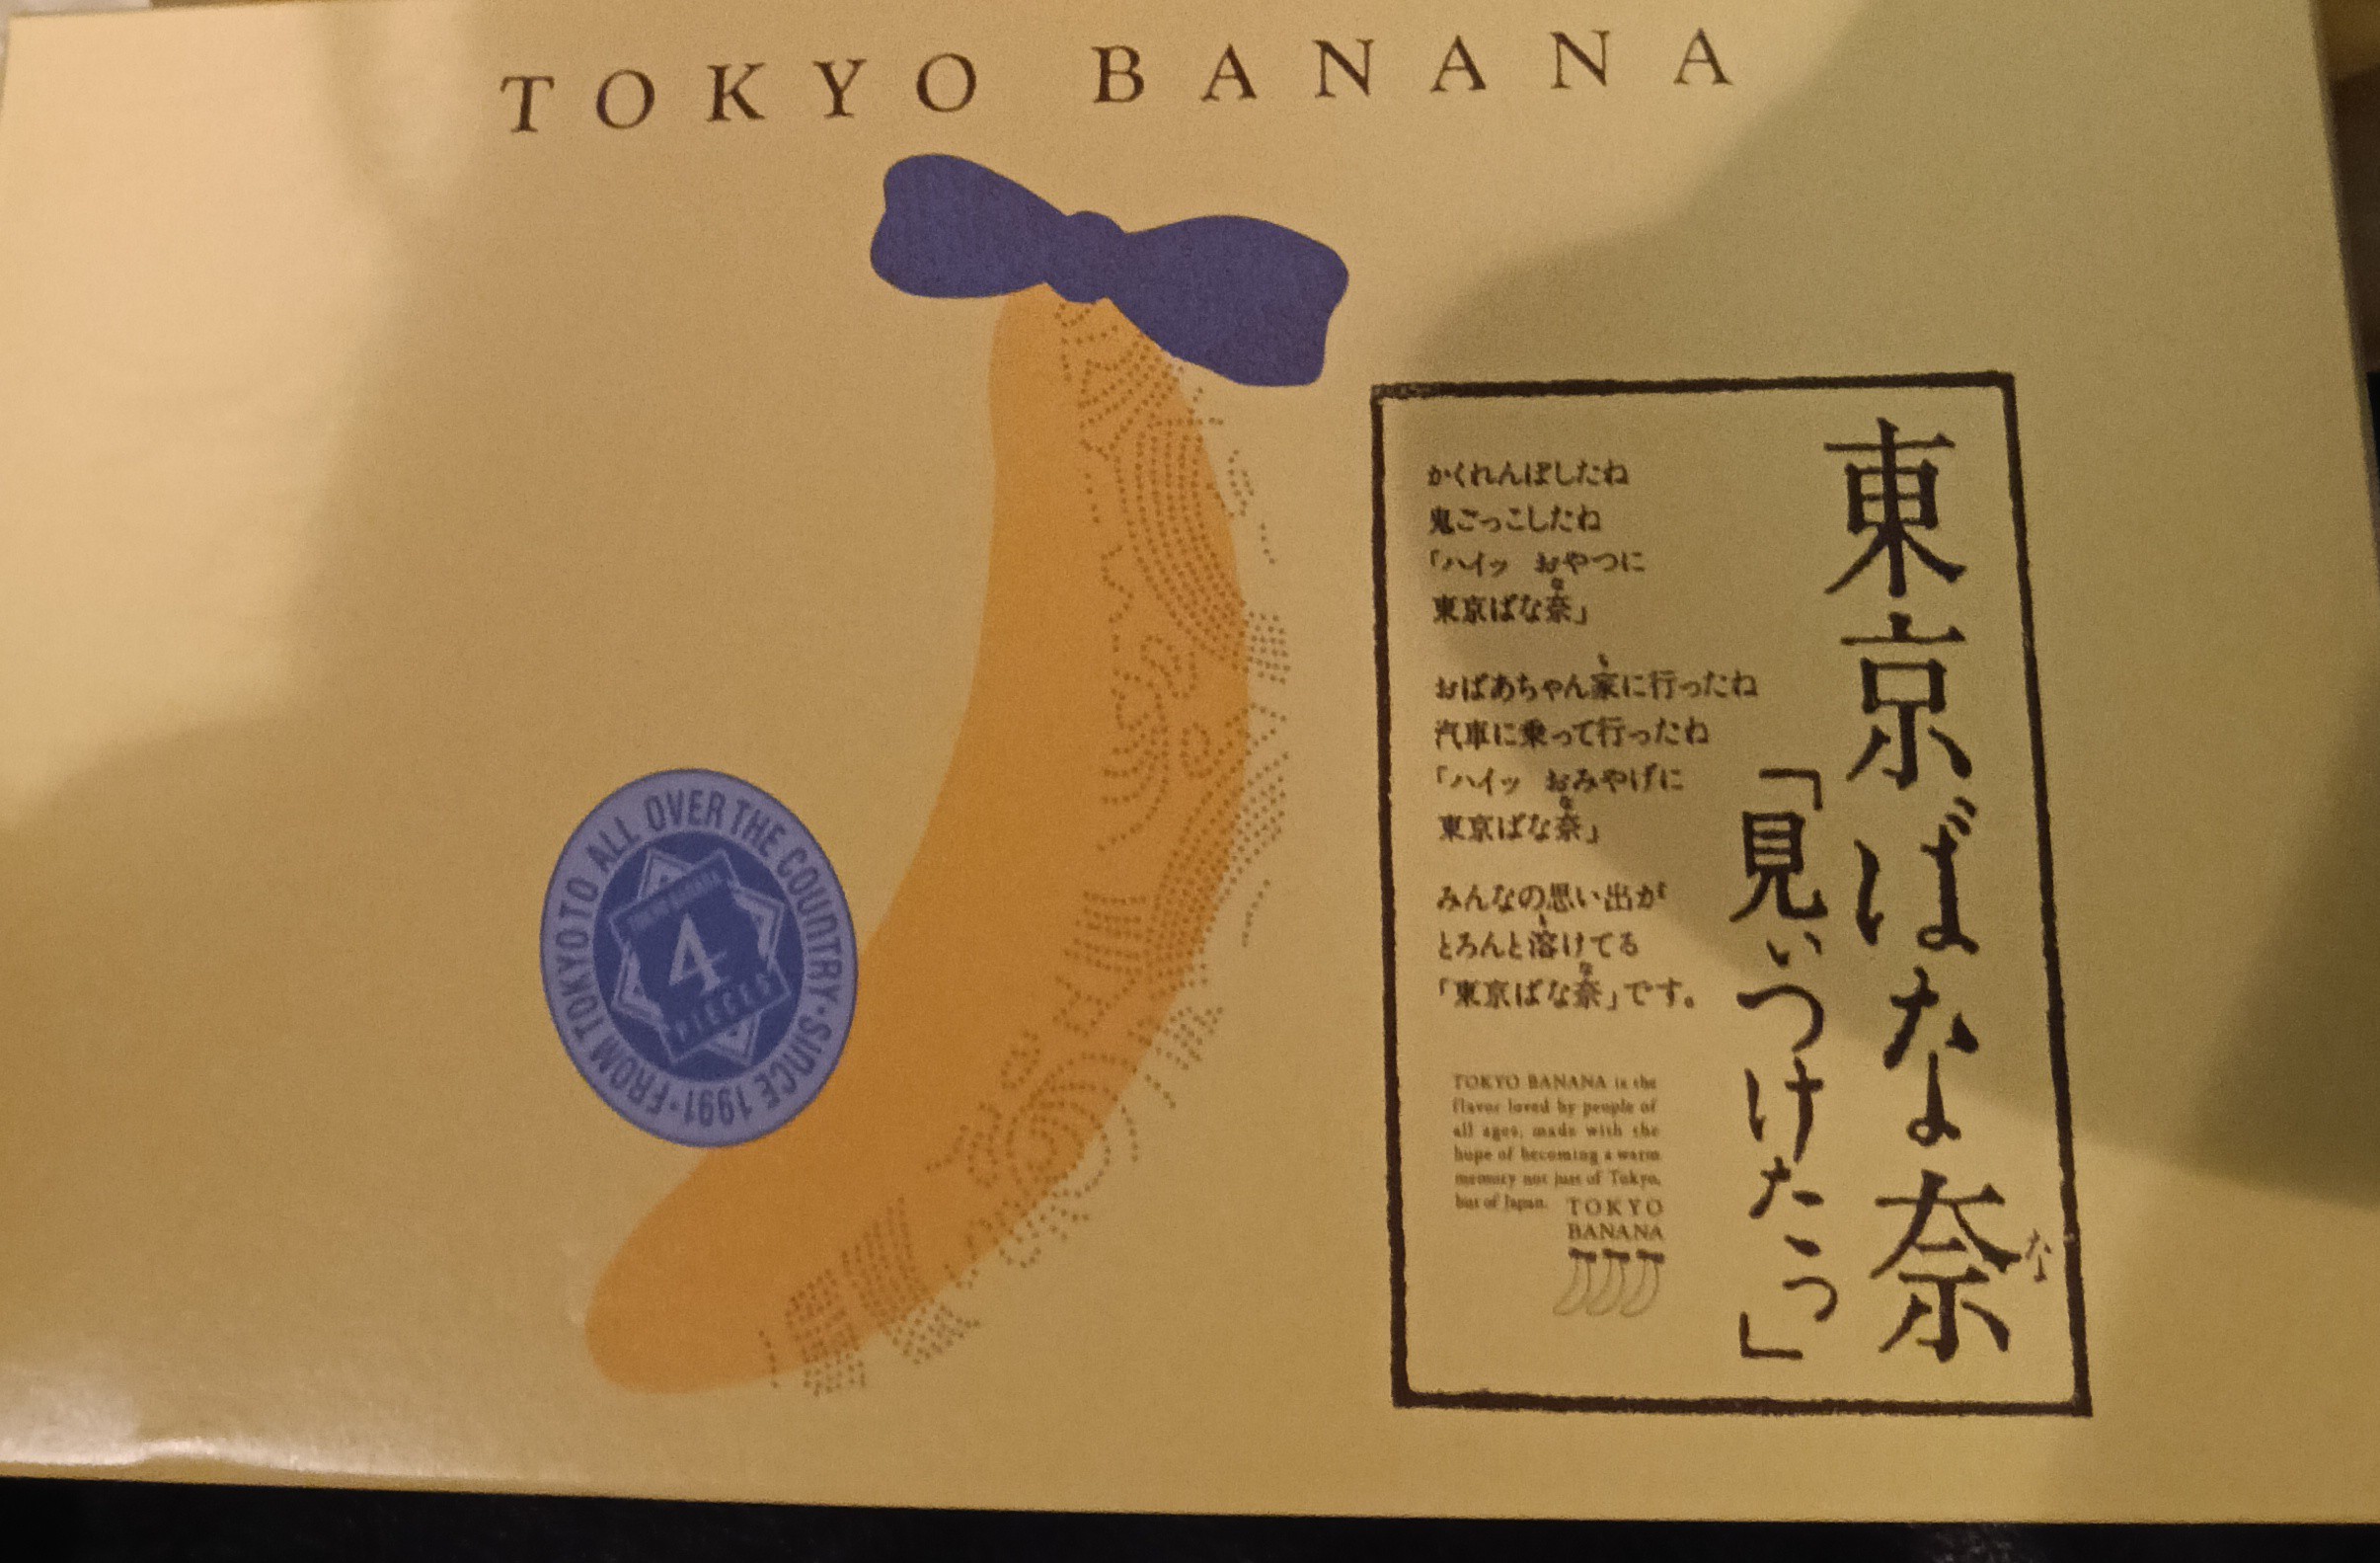 TOKYO BANANA
東京ばな奈
な
「見ぃつけたっ」
かくれんぼしたね
鬼ごっこしたね
「ハイッ おやつに
東京ばな奈」
おばあちゃん家に行ったね
汽車に乗って行ったね
「ハイッ おみやげに
東京ばな奈」
みんなの思い出が
とろんと溶けてる
「東京ばな奈」です。
TOKYO BANANA is the
flavor loved by people of
all ages, made with the
hope of becoming a warm
memory not just of Tokyo,
but of Japan.
TOKYO
BANANA
FROM TOKYO TO ALL OVER THE COUNTRY・SINCE 1991・
TOKYO BANANA
4
PIECES